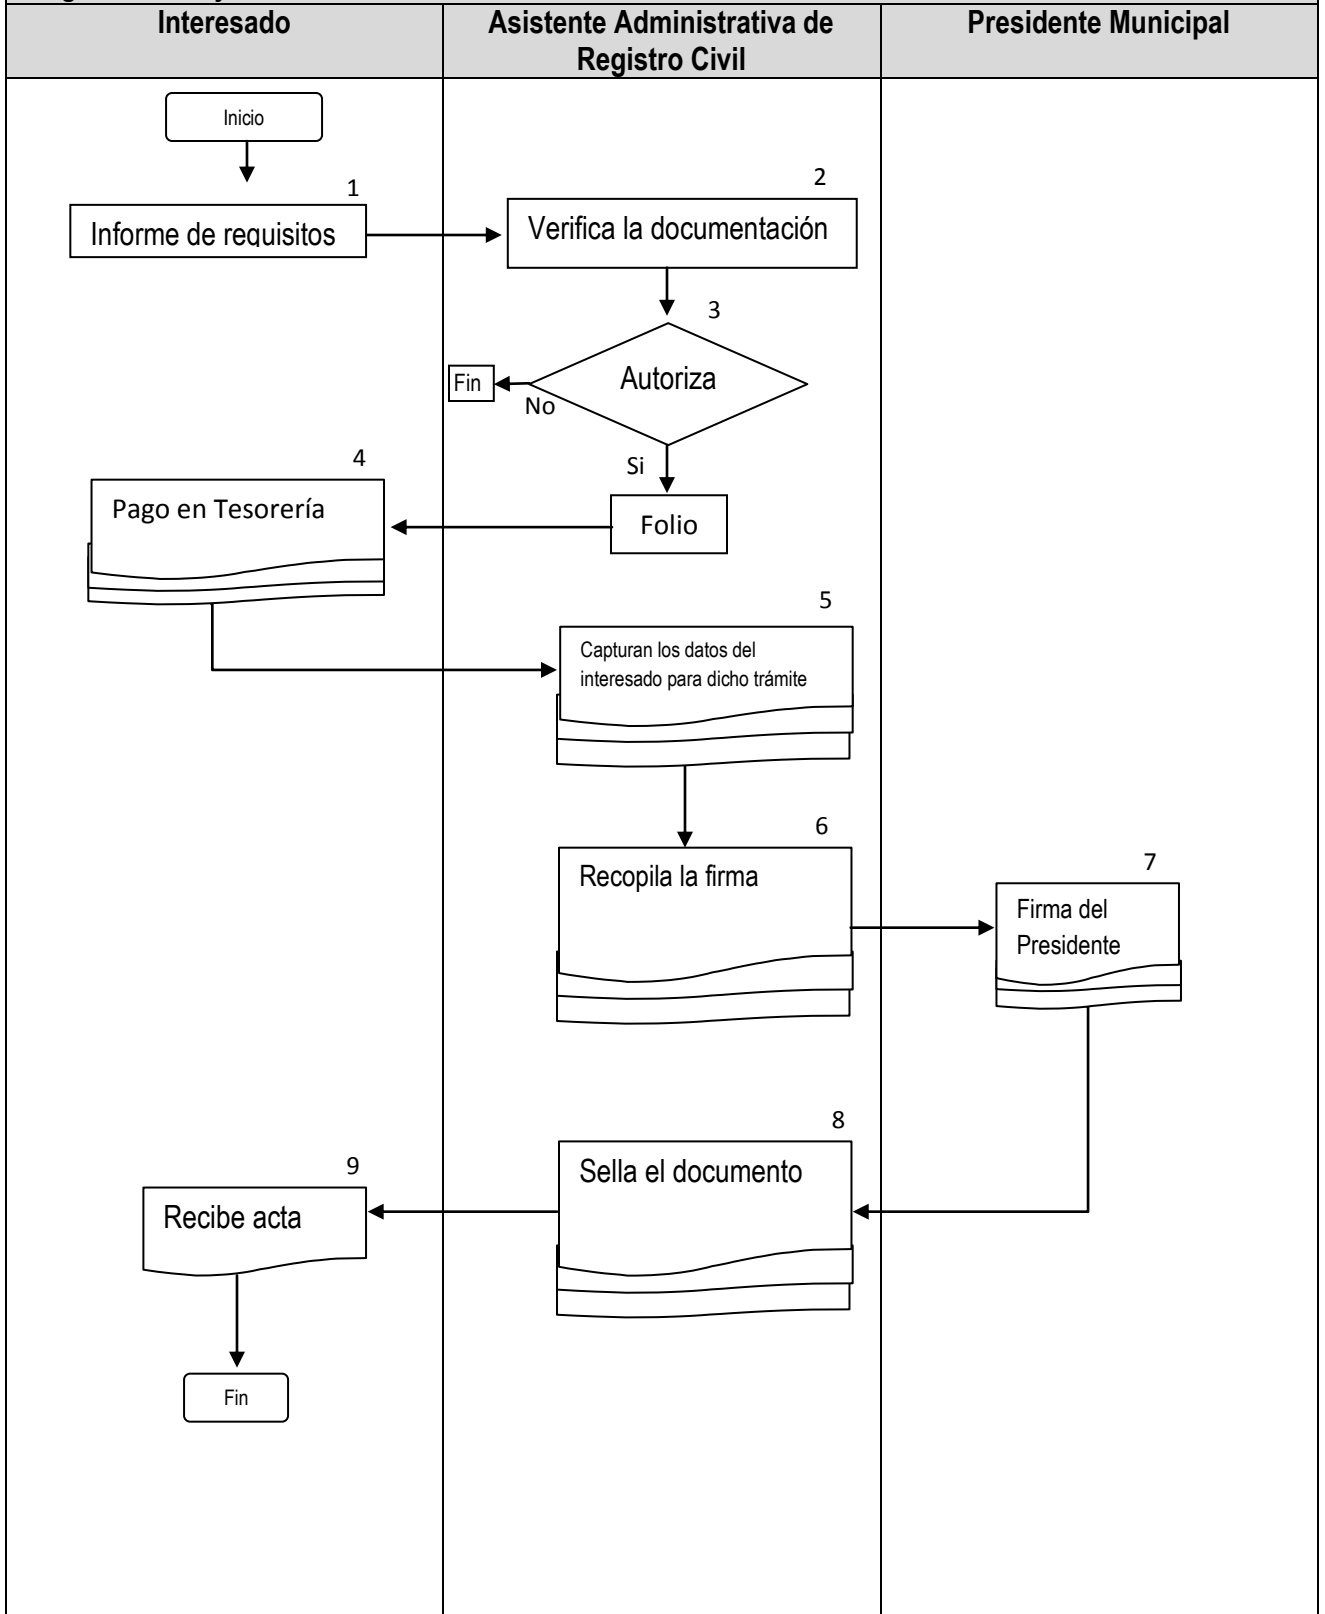 Interesado
Asistente Administrativa de
Registro Civil
Presidente Municipal
Inicio
1
Informe de requisitos
2
Verifica la documentación
3
Autoriza
Fin
No
Si
4
Pago en Tesorería
Folio
5
Capturan los datos del
interesado para dicho trámite
6
Recopila la firma
7
Firma del
Presidente
8
Sella el documento
9
Recibe acta
Fin